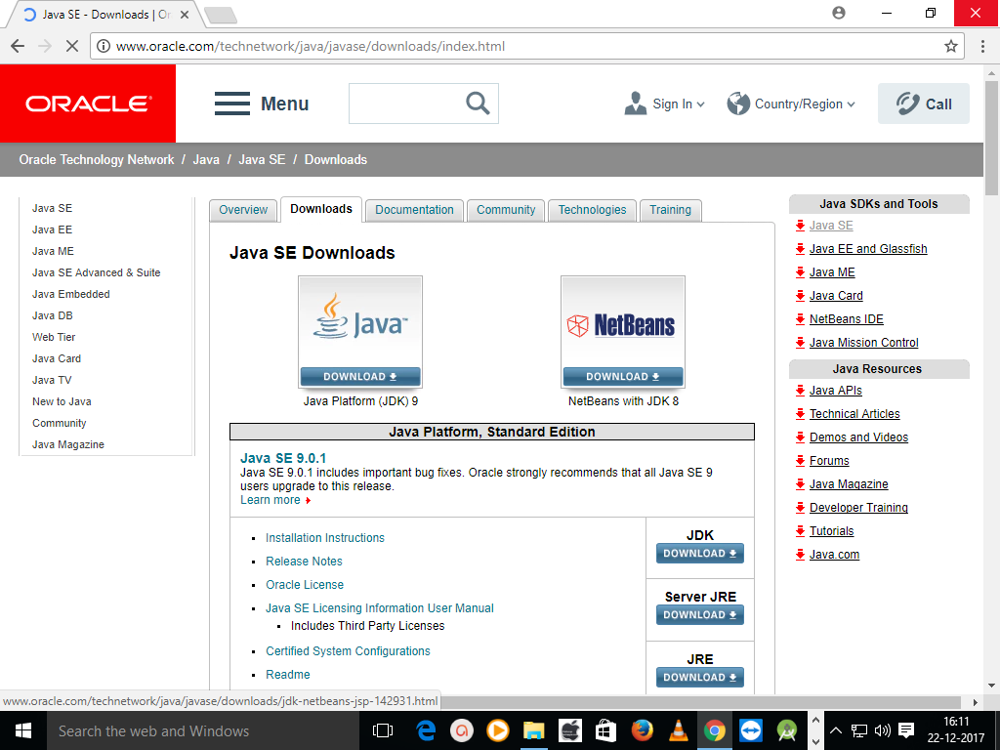 Java SE - Downloads | Or
www.oracle.com/technetwork/java/javase/downloads/index.html
ORACLE®
Menu
Sign In
Country/Region
Call
Oracle Technology Network / Java / Java SE / Downloads
Java SE
Java EE
Java ME
Java SE Advanced & Suite
Java Embedded
Java DB
Web Tier
Java Card
Java TV
New to Java
Community
Java Magazine
Overview
Downloads
Documentation
Community
Technologies
Training
Java SE Downloads
Java™
DOWNLOAD
Java Platform (JDK) 9
NetBeans
DOWNLOAD
NetBeans with JDK 8
Java Platform, Standard Edition
Java SE 9.0.1
Java SE 9.0.1 includes important bug fixes. Oracle strongly recommends that all Java SE 9
users upgrade to this release.
Learn more
Installation Instructions
Release Notes
Oracle License
Java SE Licensing Information User Manual
Includes Third Party Licenses
Certified System Configurations
Readme
JDK
DOWNLOAD
Server JRE
DOWNLOAD
JRE
DOWNLOAD
Java SDKs and Tools
Java SE
Java EE and Glassfish
Java ME
Java Card
NetBeans IDE
Java Mission Control
Java Resources
Java APIs
Technical Articles
Demos and Videos
Forums
Java Magazine
Developer Training
Tutorials
Java.com
www.oracle.com/technetwork/java/javase/downloads/jdk-netbeans-jsp-142931.html
Search the web and Windows
16:11
22-12-2017